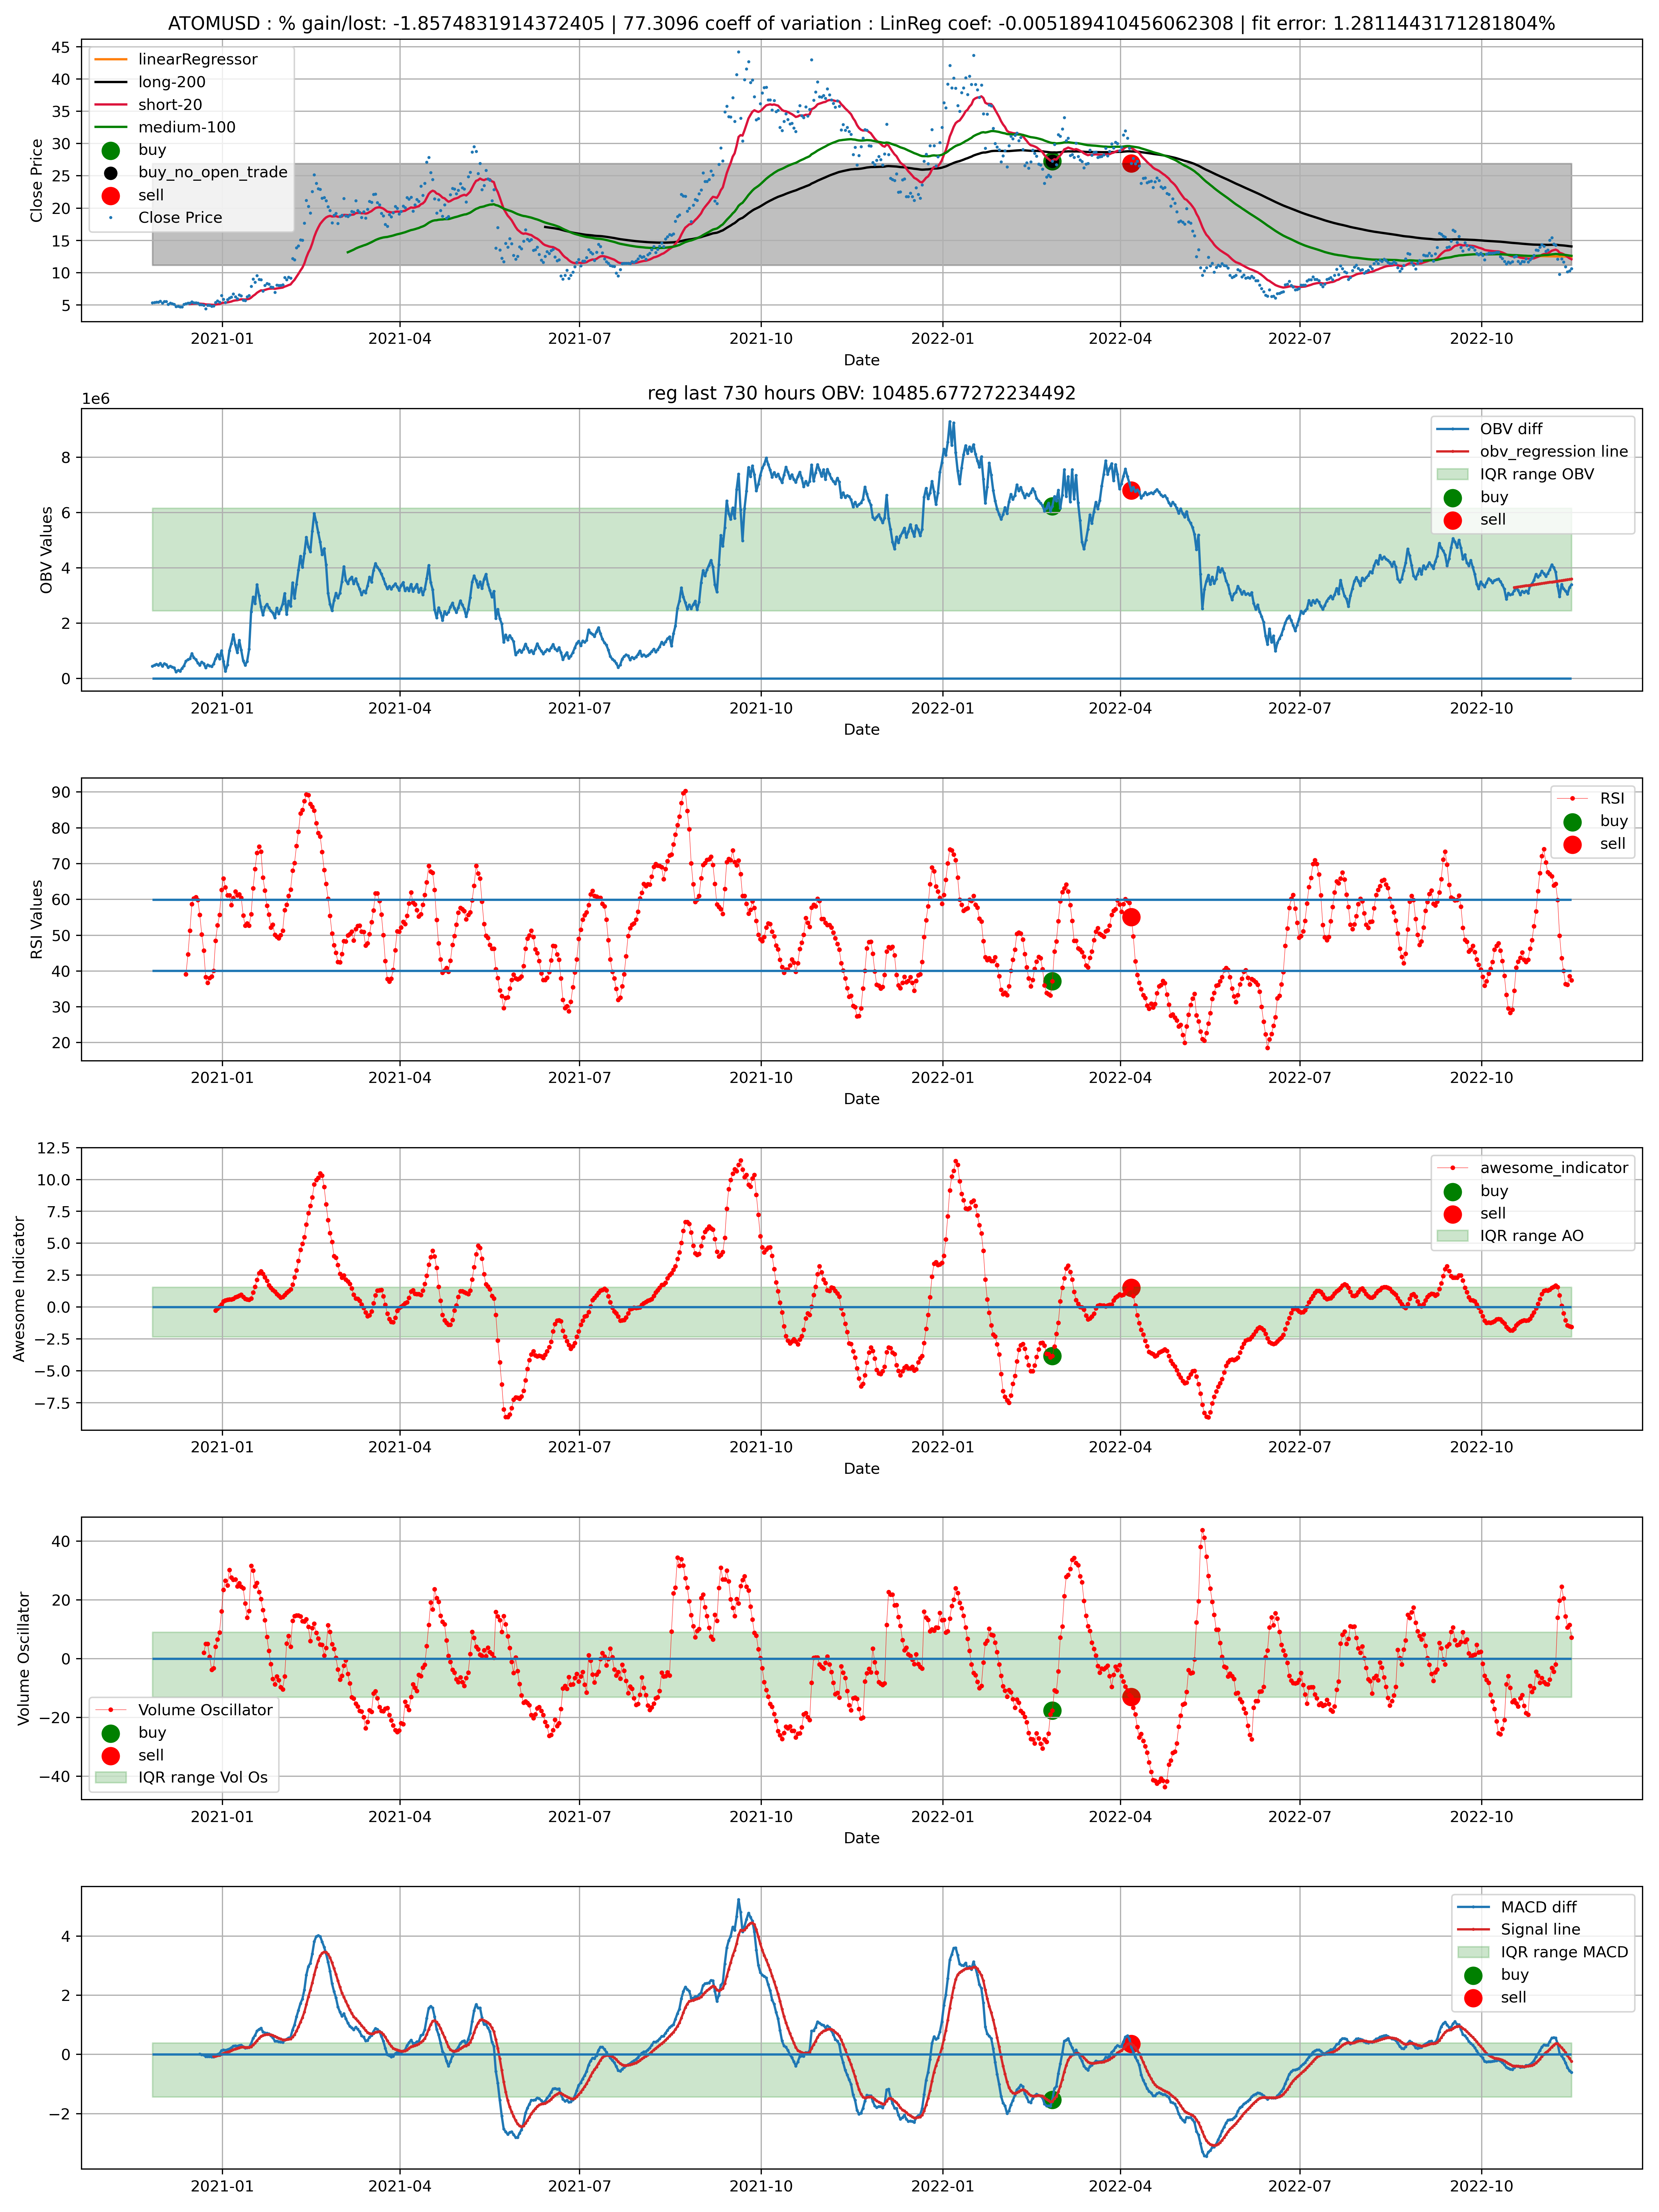 ATOMUSD : % gain/lost: -1.8574831914372405 | 77.3096 coeff of variation : LinReg coef: -0.005189410456062308 | fit error: 1.2811443171281804%
45
40
35
30
25
20
15
10
5
Close Price
linearRegressor
long-200
short-20
medium-100
buy
buy_no_open_trade
sell
Close Price
2021-01 2021-04 2021-07 2021-10 2022-01 2022-04 2022-07 2022-10
Date
reg last 730 hours OBV: 10485.677272234492
1e6
8
6
4
2
0
OBV Values
OBV diff
obv_regression line
IQR range OBV
buy
sell
2021-01 2021-04 2021-07 2021-10 2022-01 2022-04 2022-07 2022-10
Date
90
80
70
60
50
40
30
20
RSI Values
RSI
buy
sell
2021-01 2021-04 2021-07 2021-10 2022-01 2022-04 2022-07 2022-10
Date
12.5
10.0
7.5
5.0
2.5
0.0
−2.5
−5.0
−7.5
Awesome Indicator
awesome_indicator
buy
sell
IQR range AO
2021-01 2021-04 2021-07 2021-10 2022-01 2022-04 2022-07 2022-10
Date
40
20
0
−20
−40
Volume Oscillator
Volume Oscillator
buy
sell
IQR range Vol Os
2021-01 2021-04 2021-07 2021-10 2022-01 2022-04 2022-07 2022-10
Date
4
2
0
−2
MACD diff
Signal line
IQR range MACD
buy
sell
2021-01 2021-04 2021-07 2021-10 2022-01 2022-04 2022-07 2022-10